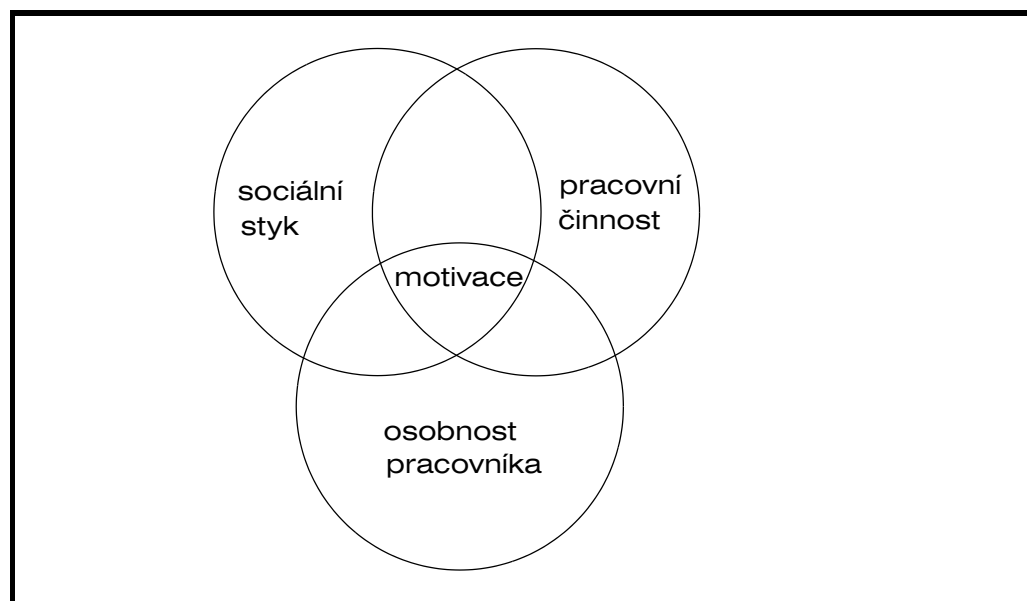 sociální
styk
pracovní
činnost
motivace
osobnost
pracovníka